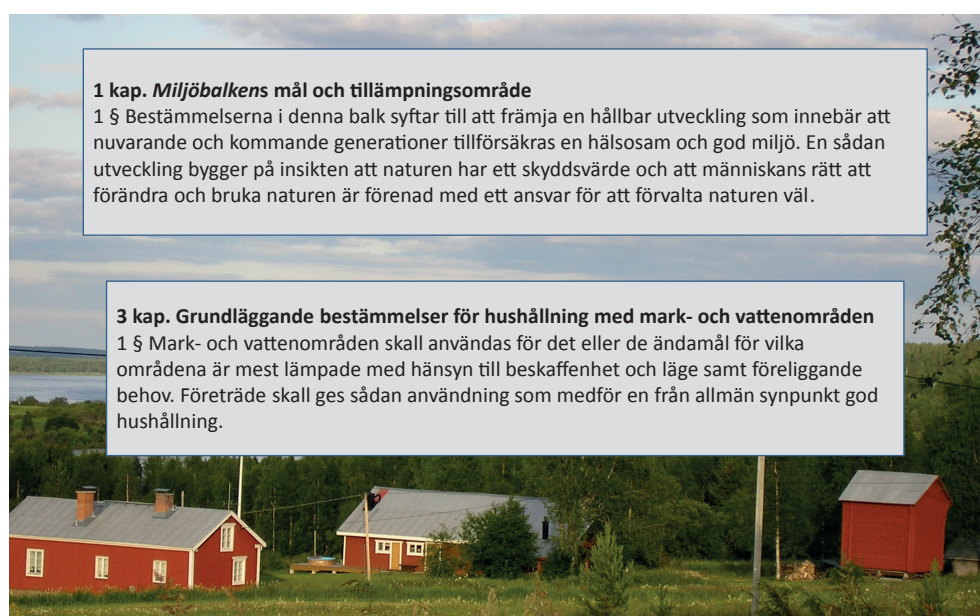 1 kap. Miljöbalkens mål och tillämpningsområde
1 § Bestämmelserna i denna balk syftar till att främja en hållbar utveckling som innebär att
nuvarande och kommande generationer tillförsäkras en hälsosam och god miljö. En sådan
utveckling bygger på insikten att naturen har ett skyddsvärde och att människans rätt att
förändra och bruka naturen är förenad med ett ansvar för att förvalta naturen väl.
3 kap. Grundläggande bestämmelser för hushållning med mark- och vattenområden
1 § Mark- och vattenområden skall användas för det eller de ändamål för vilka
områdena är mest lämpade med hänsyn till beskaffenhet och läge samt föreliggande
behov. Företräde skall ges sådan användning som medför en från allmän synpunkt god
hushållning.